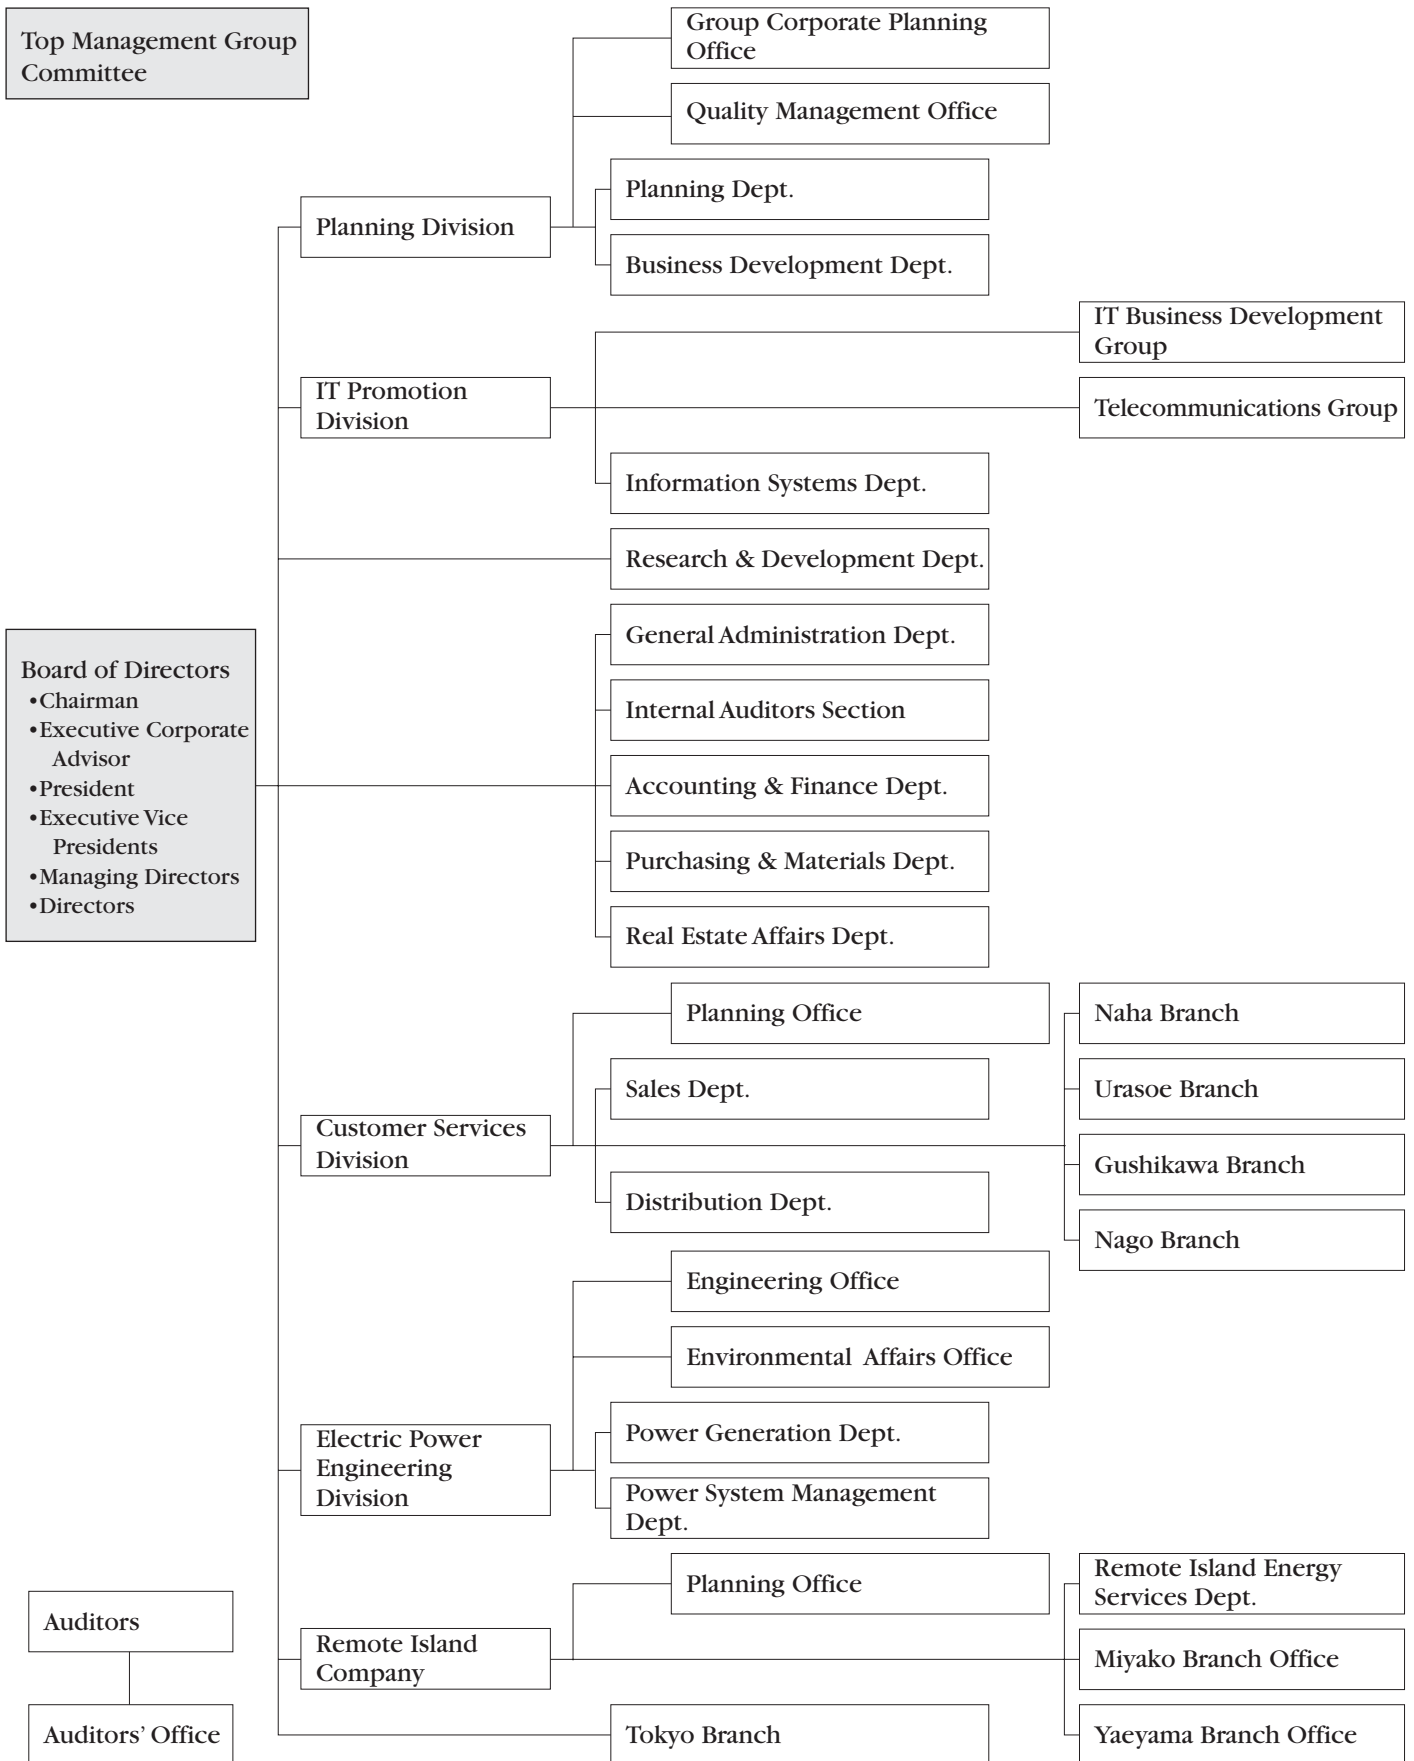 Top Management Group
Committee
Group Corporate Planning
Office
Quality Management Office
Planning Dept.
Planning Division
Business Development Dept.
IT Business Development
Group
IT Promotion
Division
Telecommunications Group
Information Systems Dept.
Research & Development Dept.
General Administration Dept.
Board of Directors
•Chairman
•Executive Corporate
Advisor
•President
•Executive Vice
Presidents
•Managing Directors
•Directors
Internal Auditors Section
Accounting & Finance Dept.
Purchasing & Materials Dept.
Real Estate Affairs Dept.
Planning Office
Naha Branch
Sales Dept.
Urasoe Branch
Customer Services
Division
Gushikawa Branch
Distribution Dept.
Nago Branch
Engineering Office
Environmental Affairs Office
Electric Power
Engineering
Division
Power Generation Dept.
Power System Management
Dept.
Planning Office
Remote Island Energy
Services Dept.
Auditors
Remote Island
Company
Miyako Branch Office
Auditors' Office
Tokyo Branch
Yaeyama Branch Office